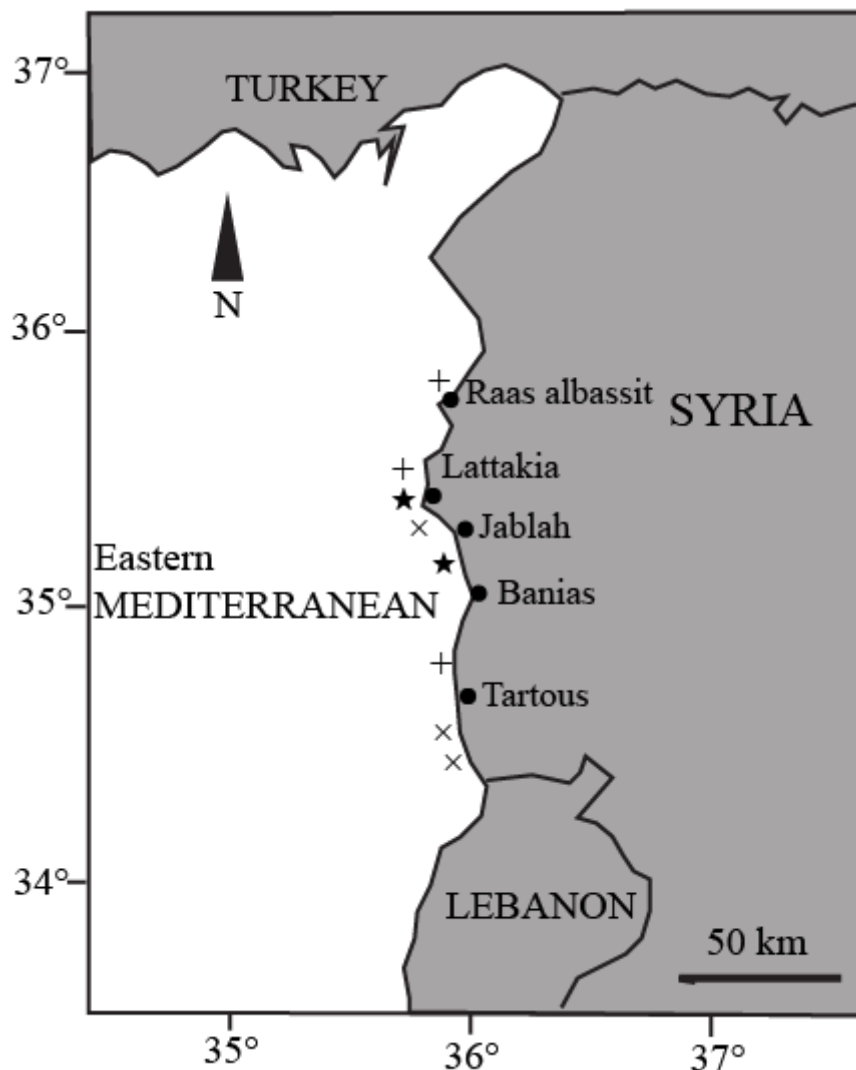 37°
TURKEY
N
36°
Raas albassit
SYRIA
Lattakia
Jablah
Eastern
MEDITERRANEAN
35°
Banias
Tartous
34°
LEBANON
50 km
35°
36°
37°